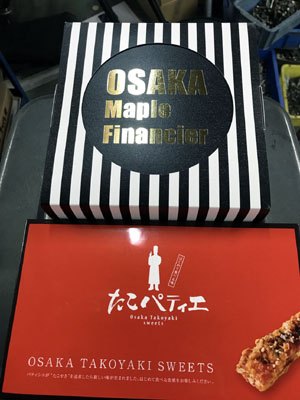 OSAKA
Maple
Financier
たこパティエ
Osaka Takoyaki
sweets
OSAKA TAKOYAKI SWEETS